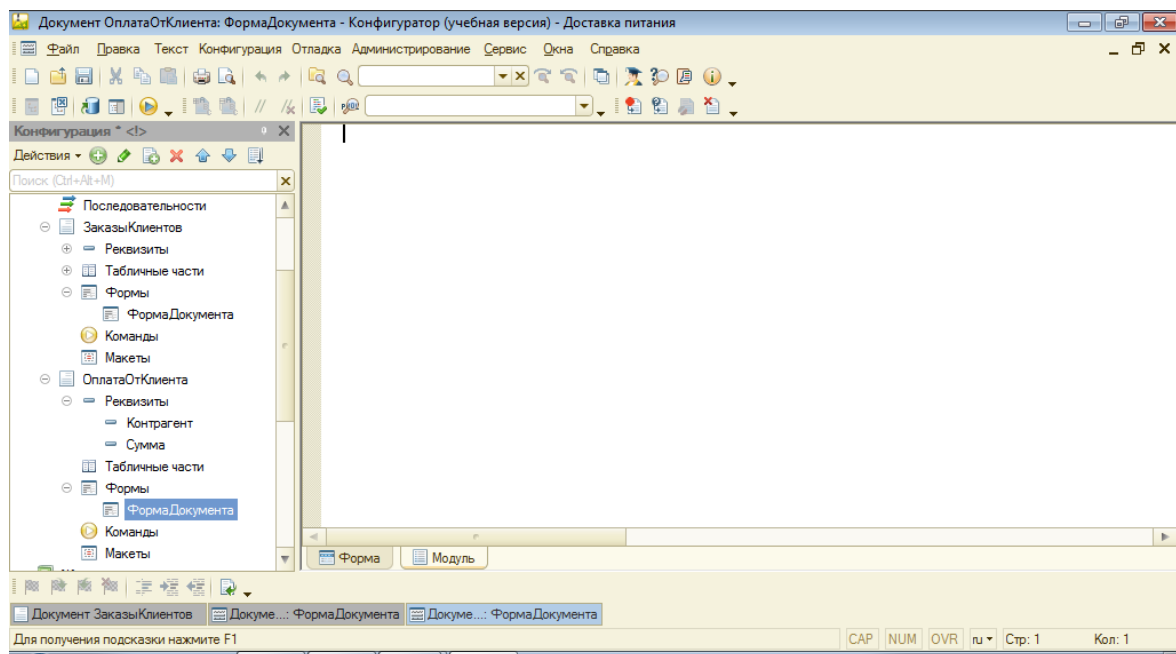 Документ ОплатаОтКлиента: ФормаДокумента - Конфигуратор (учебная версия) - Доставка питания
Файл Правка Текст Конфигурация Отладка Администрирование Сервис Окна Справка
Конфигурация * <!>
Действия
Поиск (Ctrl+Alt+M)
Последовательности
ЗаказыКлиентов
Реквизиты
Табличные части
Формы
ФормаДокумента
Команды
Макеты
ОплатаОтКлиента
Реквизиты
Контрагент
Сумма
Табличные части
Формы
ФормаДокумента
Команды
Макеты
Форма Модуль
Документ ЗаказыКлиентов Докуме...: ФормаДокумента Докуме...: ФормаДокумента
Для получения подсказки нажмите F1 CAP NUM OVR ru Стр: 1 Кол: 1